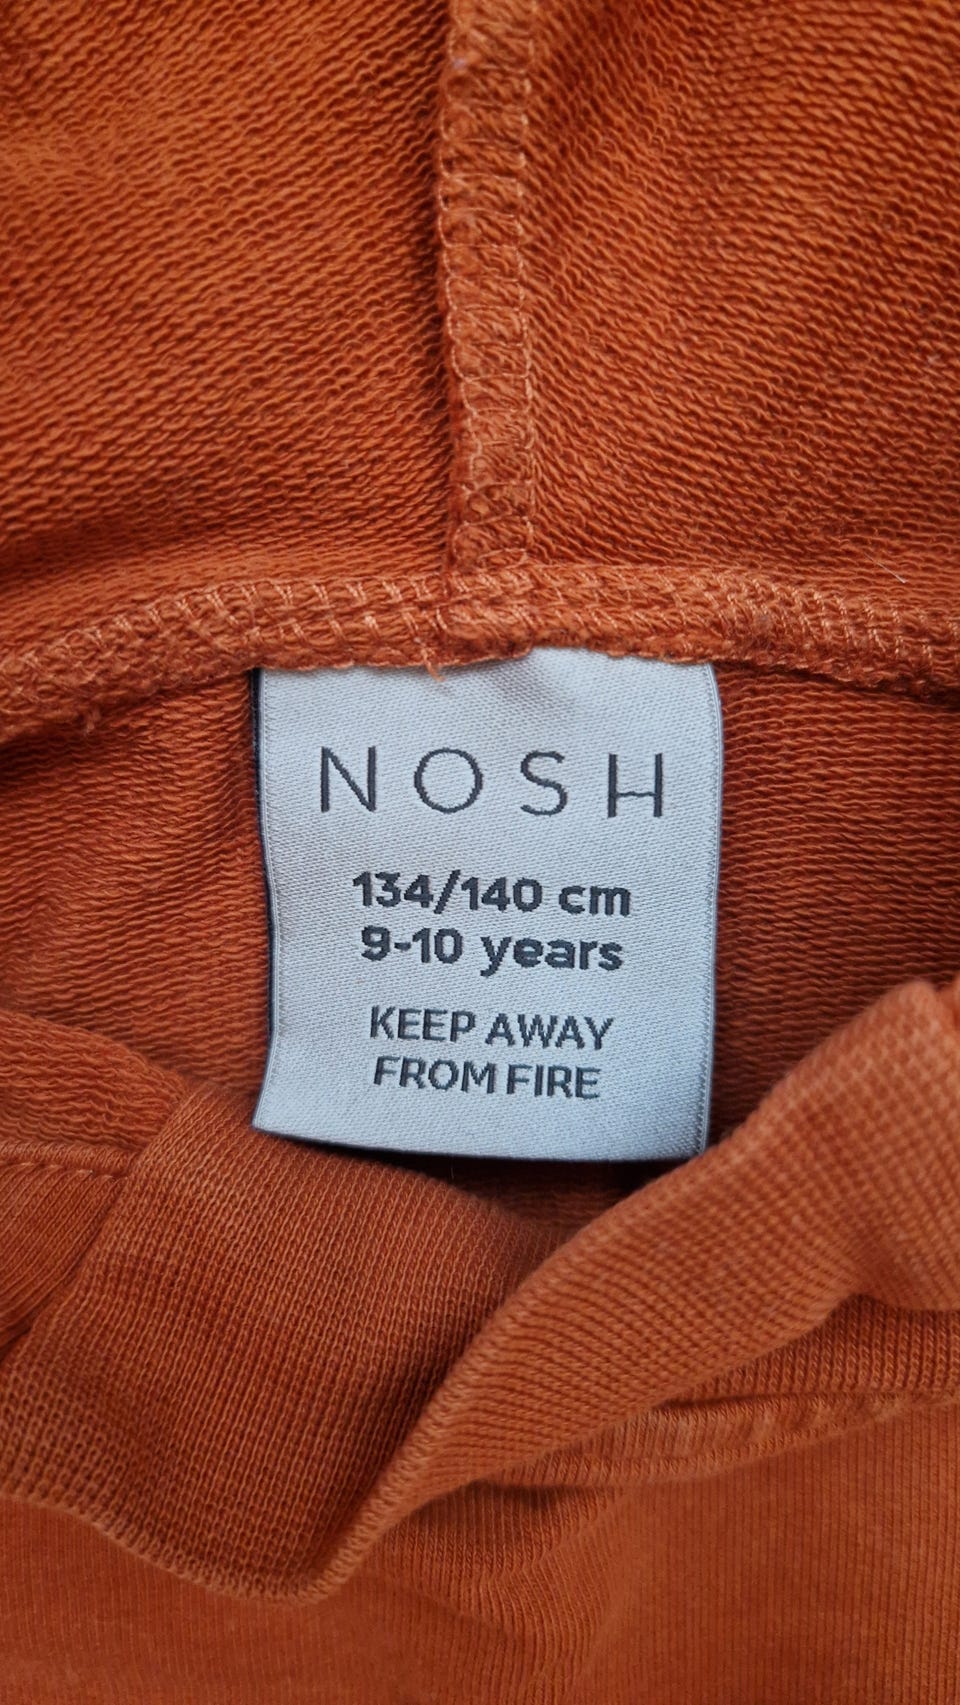 NOSH
134/140 cm
9-10 years
KEEP AWAY
FROM FIRE